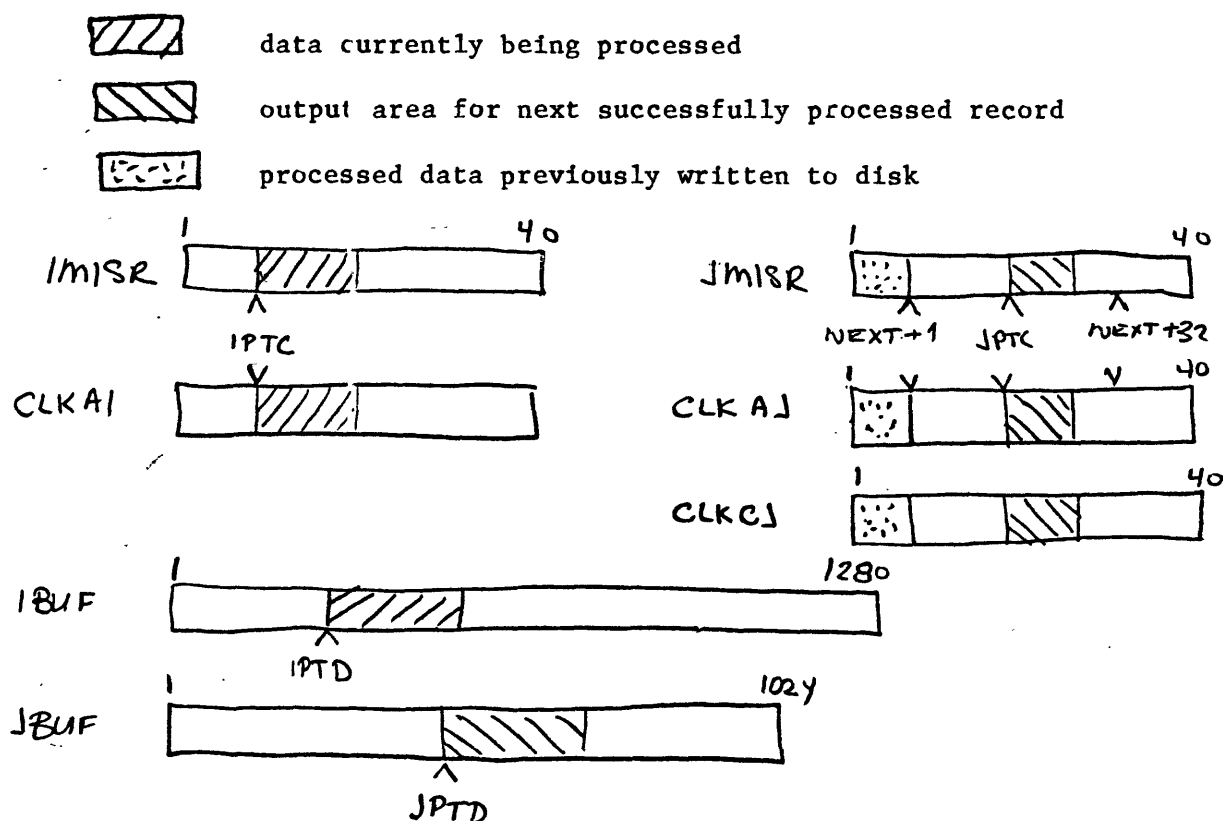 data currently being processed
output area for next successfully processed record
processed data previously written to disk
1 40
IMISR
IPTC
CLKAI
1 40
JMISR
NEXT+1 JPTC NEXT+32
1 40
CLKAJ
1 40
CLKCJ
1 1280
IBUF
IPTD
1 1024
JBUF
JPTD